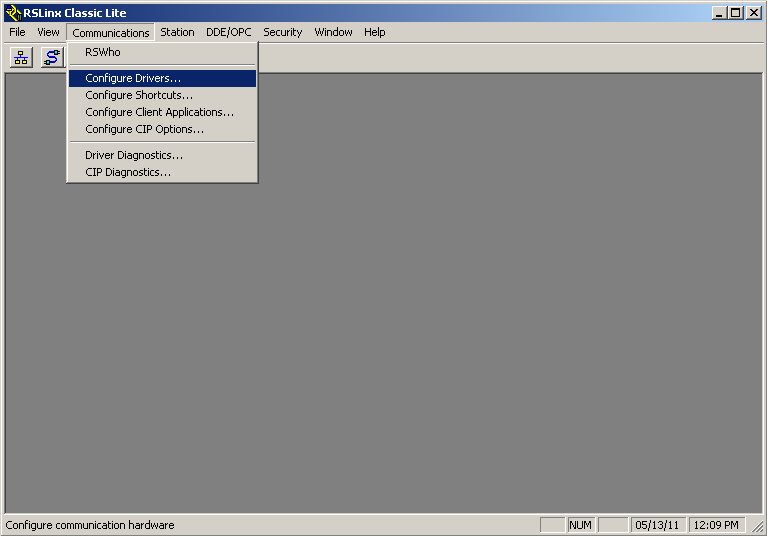 RSLinx Classic Lite
File View Communications Station DDE/OPC Security Window Help
RSWho
Configure Drivers...
Configure Shortcuts...
Configure Client Applications...
Configure CIP Options...
Driver Diagnostics...
CIP Diagnostics...
Configure communication hardware NUM 05/13/11 12:09 PM